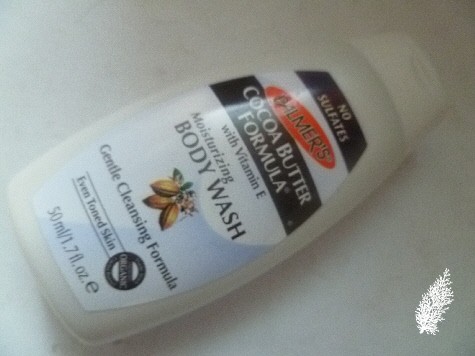 NO
SULFATES
PALMER'S
COCOA BUTTER
FORMULA®
with Vitamin E
Moisturizing
BODY WASH
Gentle Cleansing Formula
Even Toned Skin
ORGANIC
50ml/1.7 fl.oz. e